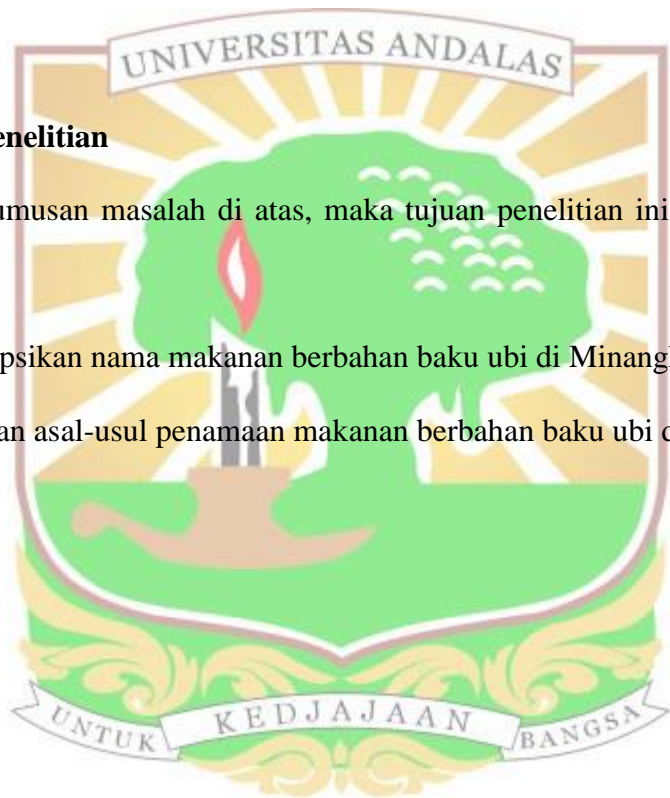 UNIVERSITAS ANDALAS
enelitian
umusan masalah di atas, maka tujuan penelitian ini
psikan nama makanan berbahan baku ubi di Minang
an asal-usul penamaan makanan berbahan baku ubi d
UNTUK KEDJAJAAN BANGSA